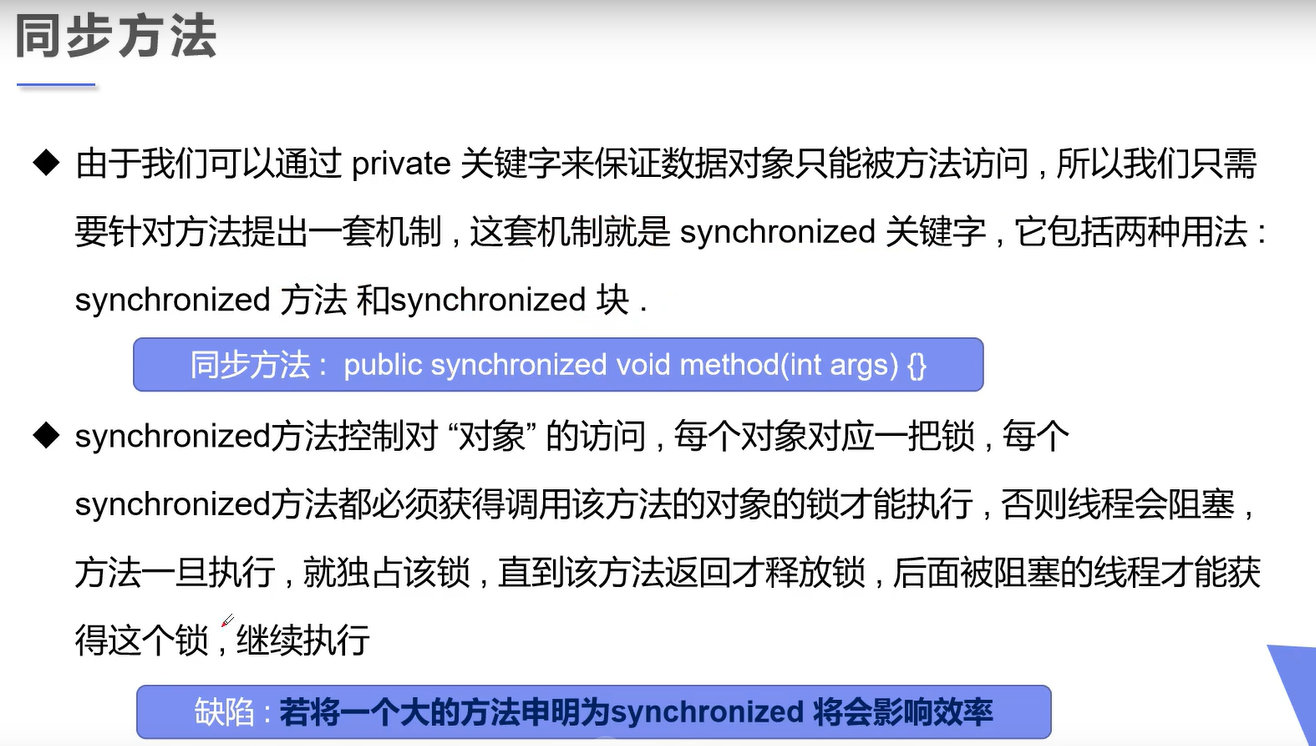 同步方法
由于我们可以通过 private 关键字来保证数据对象只能被方法访问 , 所以我们只需
要针对方法提出一套机制 , 这套机制就是 synchronized 关键字 , 它包括两种用法 :
synchronized 方法 和synchronized 块 .
同步方法 : public synchronized void method(int args) {}
synchronized方法控制对 “对象” 的访问 , 每个对象对应一把锁 , 每个
synchronized方法都必须获得调用该方法的对象的锁才能执行 , 否则线程会阻塞 ,
方法一旦执行 , 就独占该锁 , 直到该方法返回才释放锁 , 后面被阻塞的线程才能获
得这个锁 , 继续执行
缺陷 : 若将一个大的方法申明为synchronized 将会影响效率